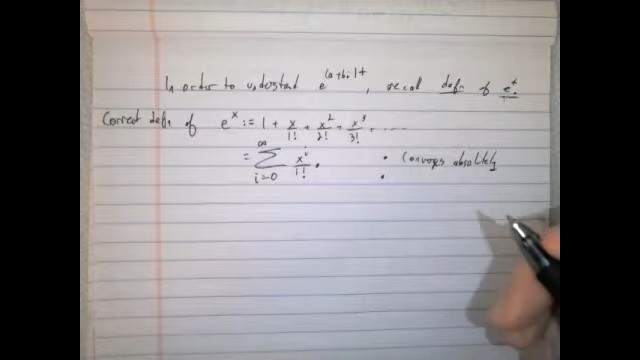 In order to understand e^(a+bi)t, recall defn of e^t.
Correct defn of e^x := 1 + x/1! + x^2/2! + x^3/3! + ....
= ∑_{i=0}^{∞} x^i/i! . • Converges absolutely
•